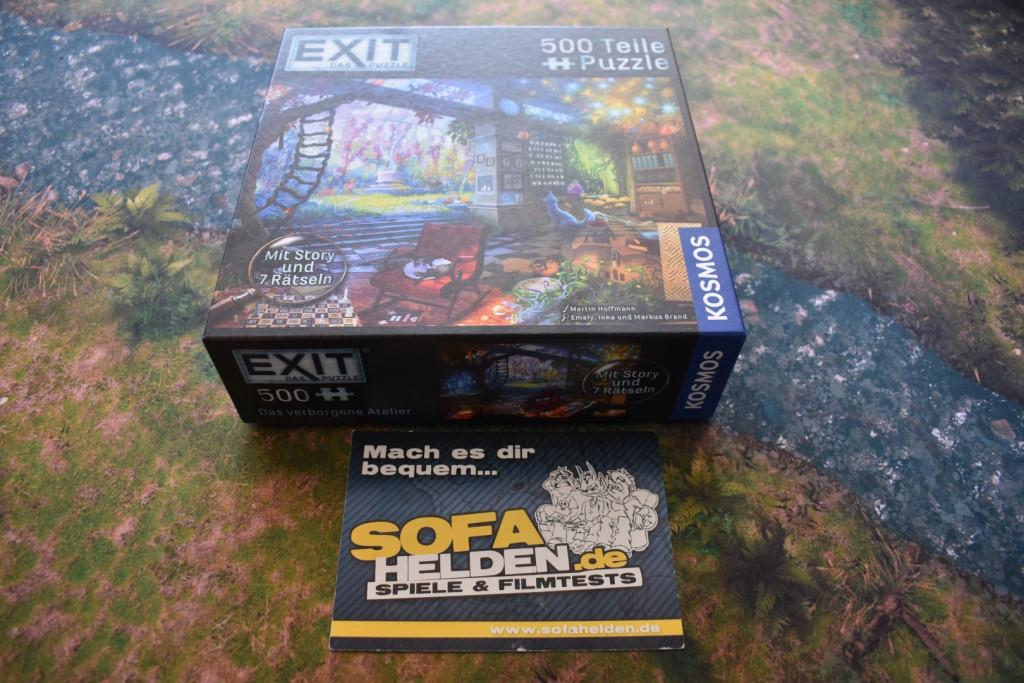 EXIT
DAS PUZZLE
500 Teile
Puzzle
Mit Story
und
7 Rätseln
Martin Hoffmann
Emely, Inka und Markus Brand
KOSMOS
EXIT
DAS PUZZLE
500
Das verborgene Atelier
Mit Story
und
7 Rätseln
KOSMOS
Mach es dir
bequem...
SOFA
HELDEN.de
SPIELE & FILMTESTS
www.sofahelden.de